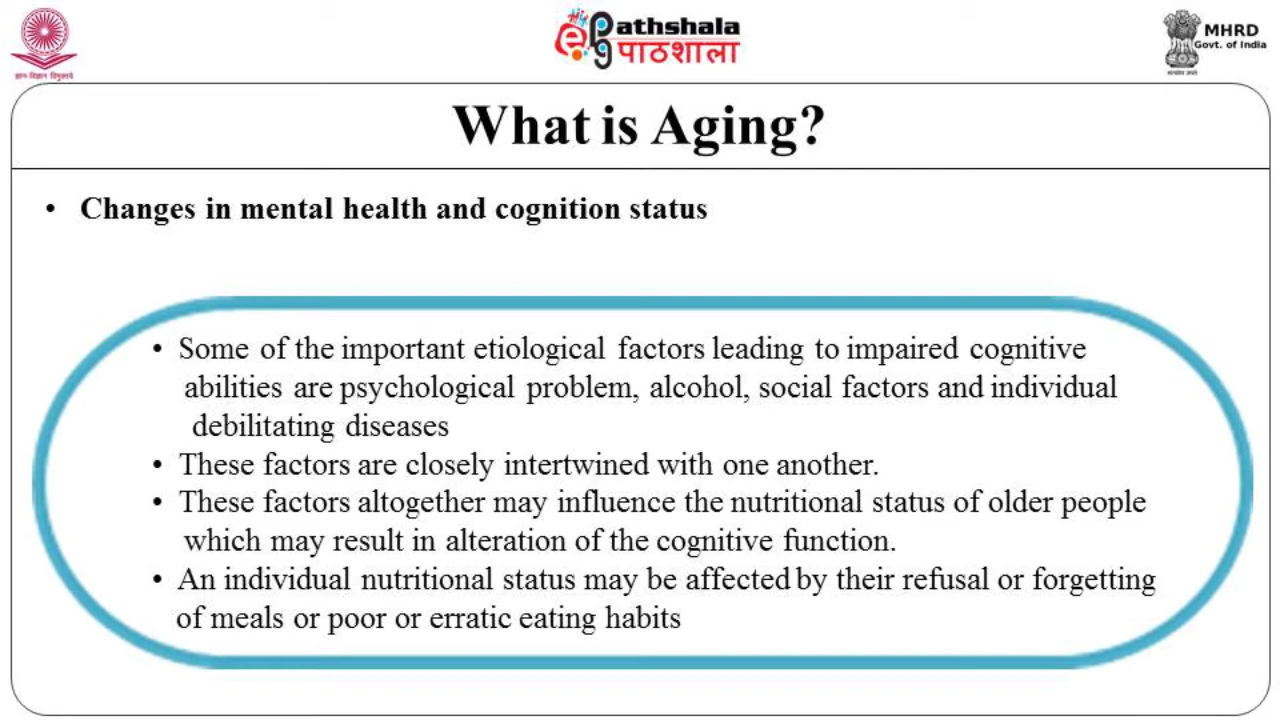 ज्ञान-विज्ञान विमुक्तये
ePathshala
पाठशाला
MHRD
Govt. of India
What is Aging?
• Changes in mental health and cognition status
• Some of the important etiological factors leading to impaired cognitive
abilities are psychological problem, alcohol, social factors and individual
debilitating diseases
• These factors are closely intertwined with one another.
• These factors altogether may influence the nutritional status of older people
which may result in alteration of the cognitive function.
• An individual nutritional status may be affected by their refusal or forgetting
of meals or poor or erratic eating habits